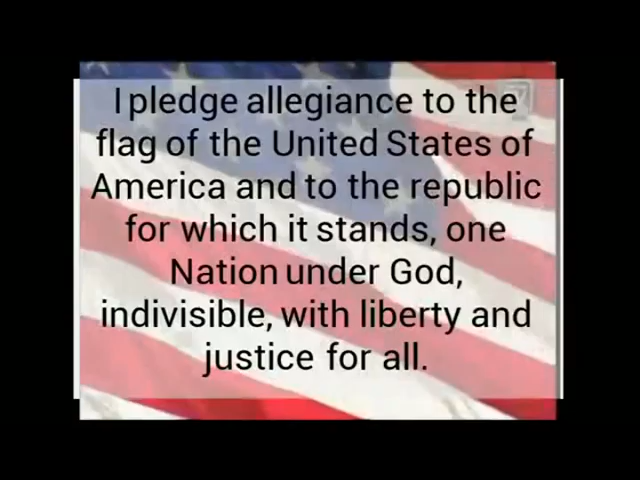 I pledge allegiance to the
flag of the United States of
America and to the republic
for which it stands, one
Nation under God,
indivisible, with liberty and
justice for all.